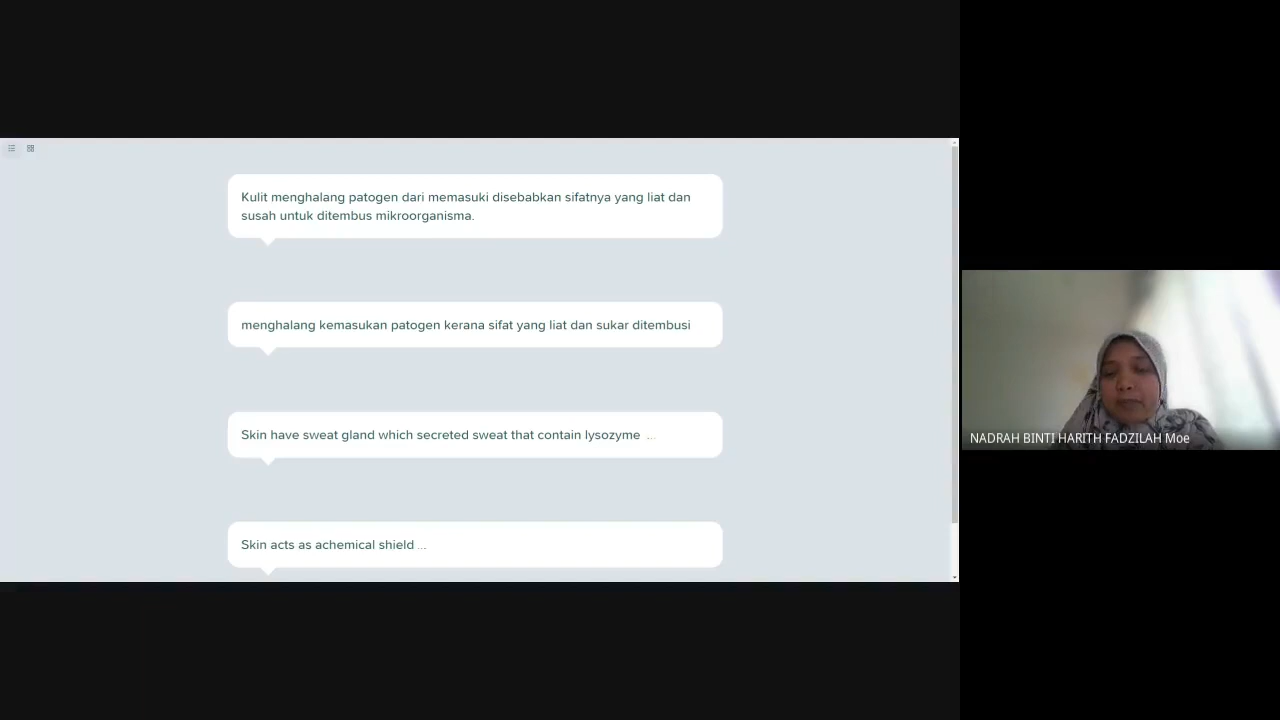 Kulit menghalang patogen dari memasuki disebabkan sifatnya yang liat dan
susah untuk ditembus mikroorganisma.
menghalang kemasukan patogen kerana sifat yang liat dan sukar ditembusi
Skin have sweat gland which secreted sweat that contain lysozyme ...
Skin acts as achemical shield ...
NADRAH BINTI HARITH FADZILAH Moe